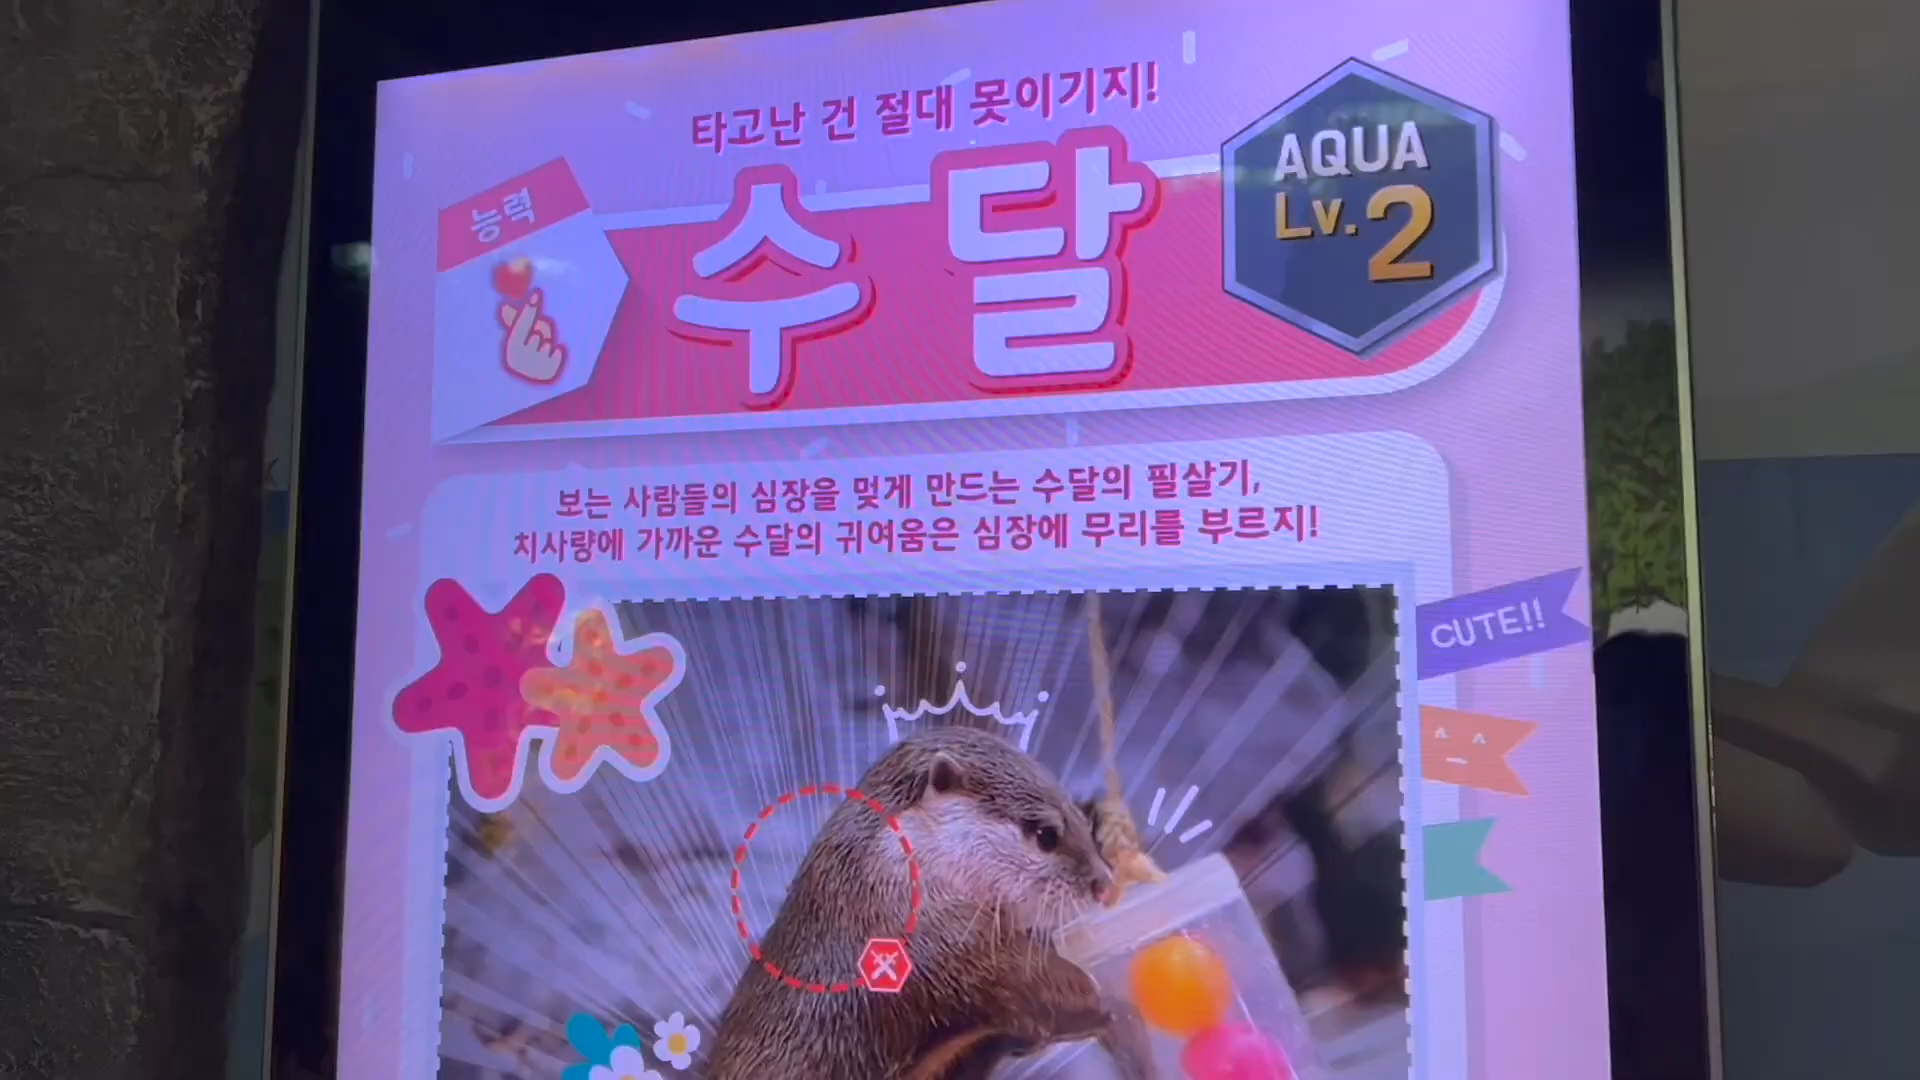 타고난 건 절대 못이기지!
능력
수달
AQUA
Lv.2
보는 사람들의 심장을 멎게 만드는 수달의 필살기,
치사량에 가까운 수달의 귀여움은 심장에 무리를 부르지!
CUTE!!